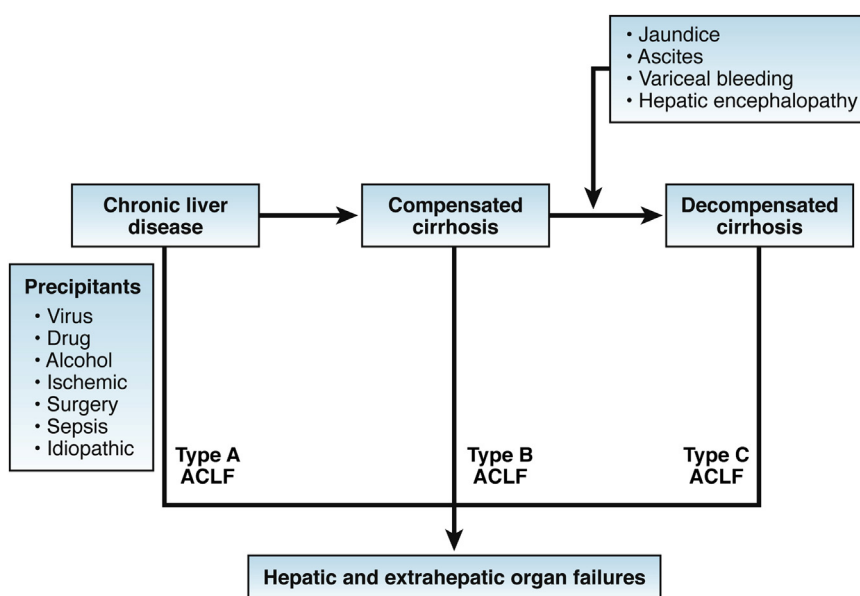 • Jaundice
• Ascites
• Variceal bleeding
• Hepatic encephalopathy
Chronic liver
disease
Compensated
cirrhosis
Decompensated
cirrhosis
Precipitants
• Virus
• Drug
• Alcohol
• Ischemic
• Surgery
• Sepsis
• Idiopathic
Type A
ACLF
Type B
ACLF
Type C
ACLF
Hepatic and extrahepatic organ failures